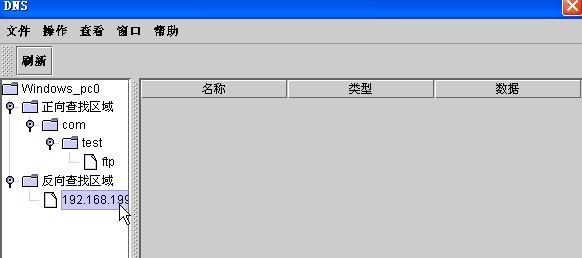 DNS
文件 操作 查看 窗口 帮助
刷新
Windows_pc0
名称 类型 数据
正向查找区域
com
test
ftp
反向查找区域
192.168.199